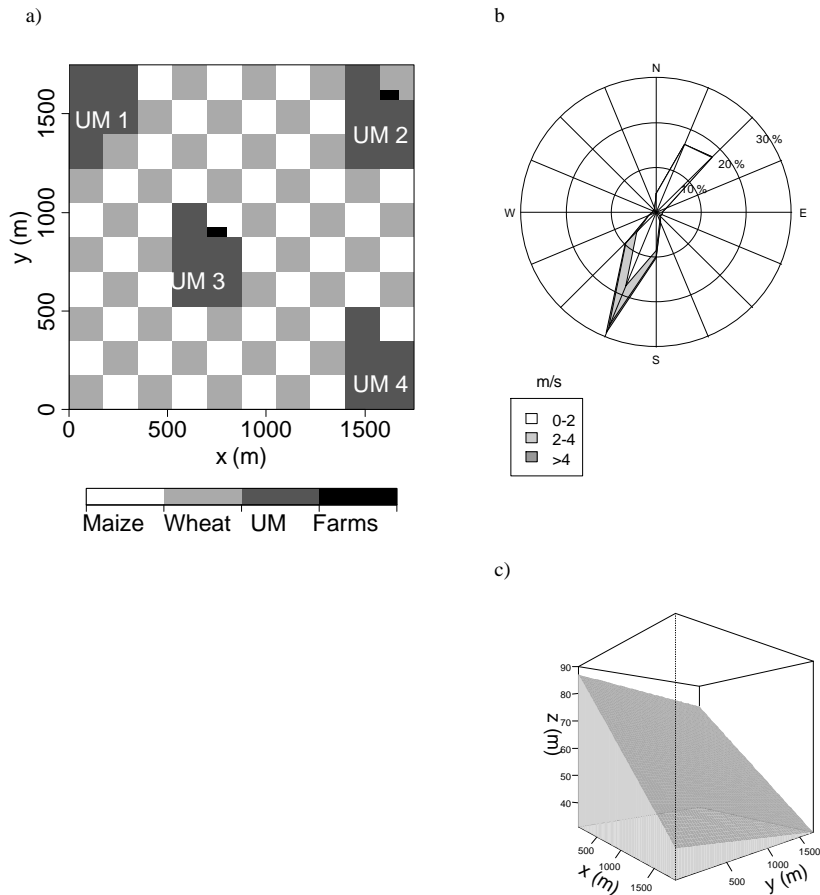 a)
UM 1
UM 2
UM 3
UM 4
0 500 1000 1500
y (m)
0 500 1000 1500
x (m)
Maize Wheat UM Farms
b
N
30 %
20 %
10 %
W E
S
m/s
0-2
2-4
>4
c)
90
80
70
60
50
40
z (m)
500 1000 1500
x (m)
500 1000 1500
y (m)